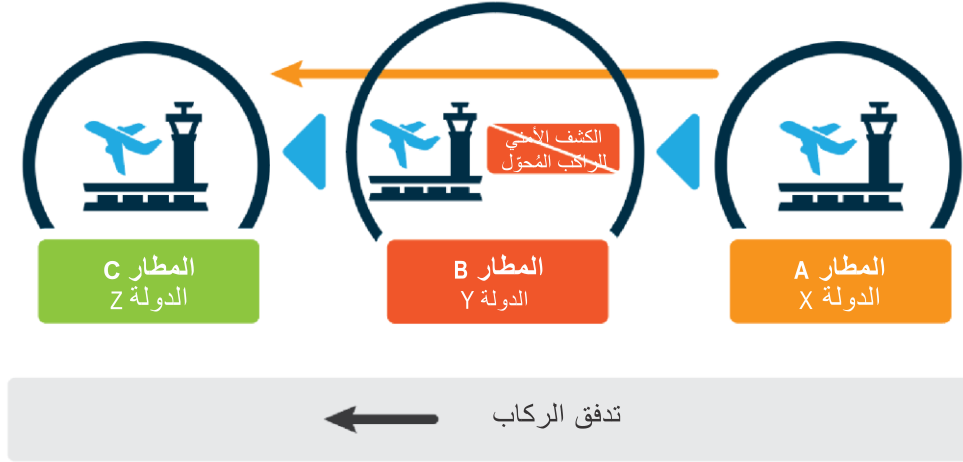 الكشف الأمني
للراكب المُحوّل
المطار A
الدولة X
المطار B
الدولة Y
المطار C
الدولة Z
تدفق الركاب